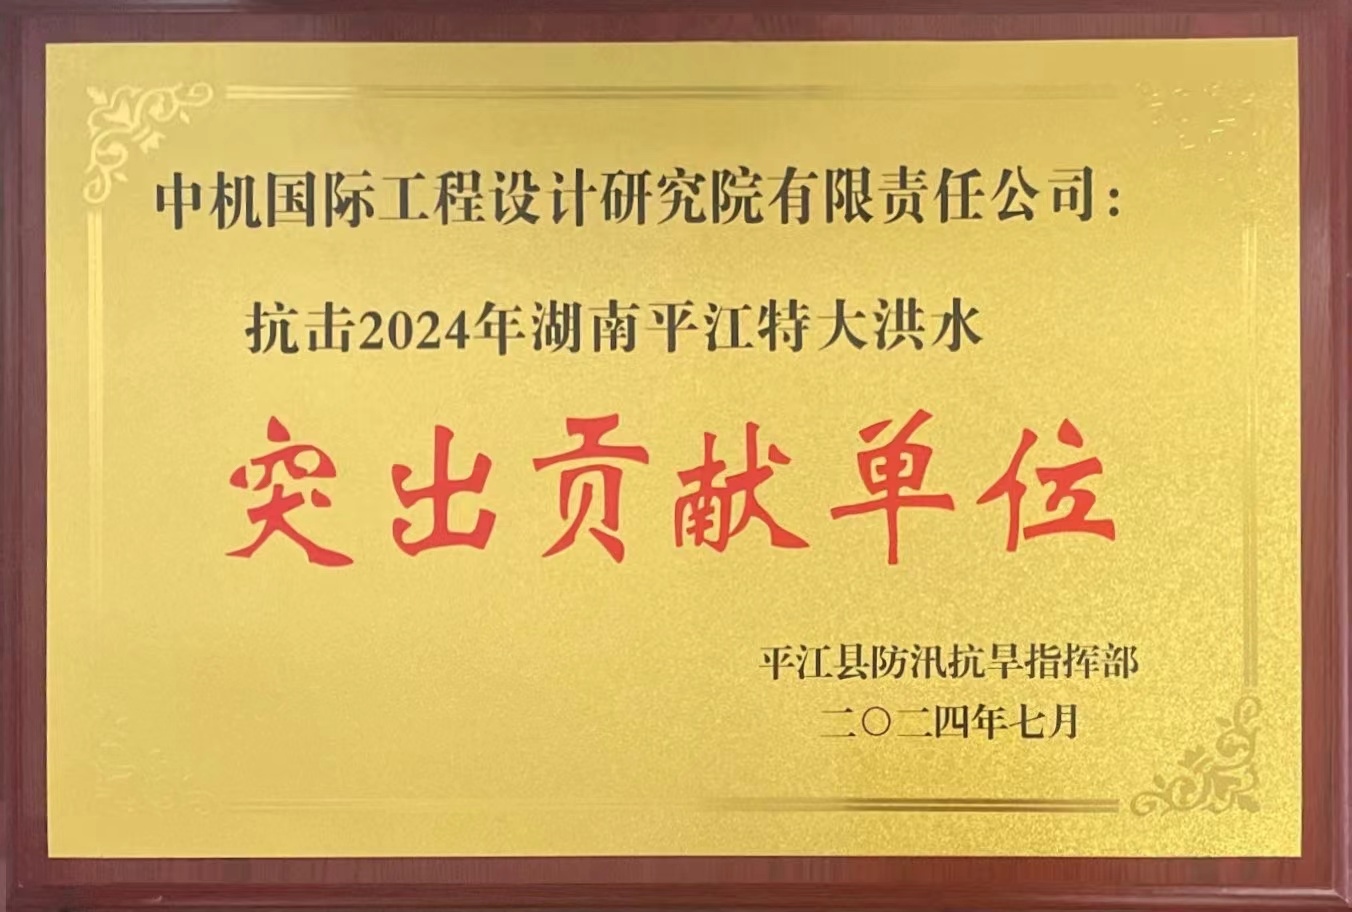 中机国际工程设计研究院有限责任公司：
抗击2024年湖南平江特大洪水
突出贡献单位
平江县防汛抗旱指挥部
二〇二四年七月